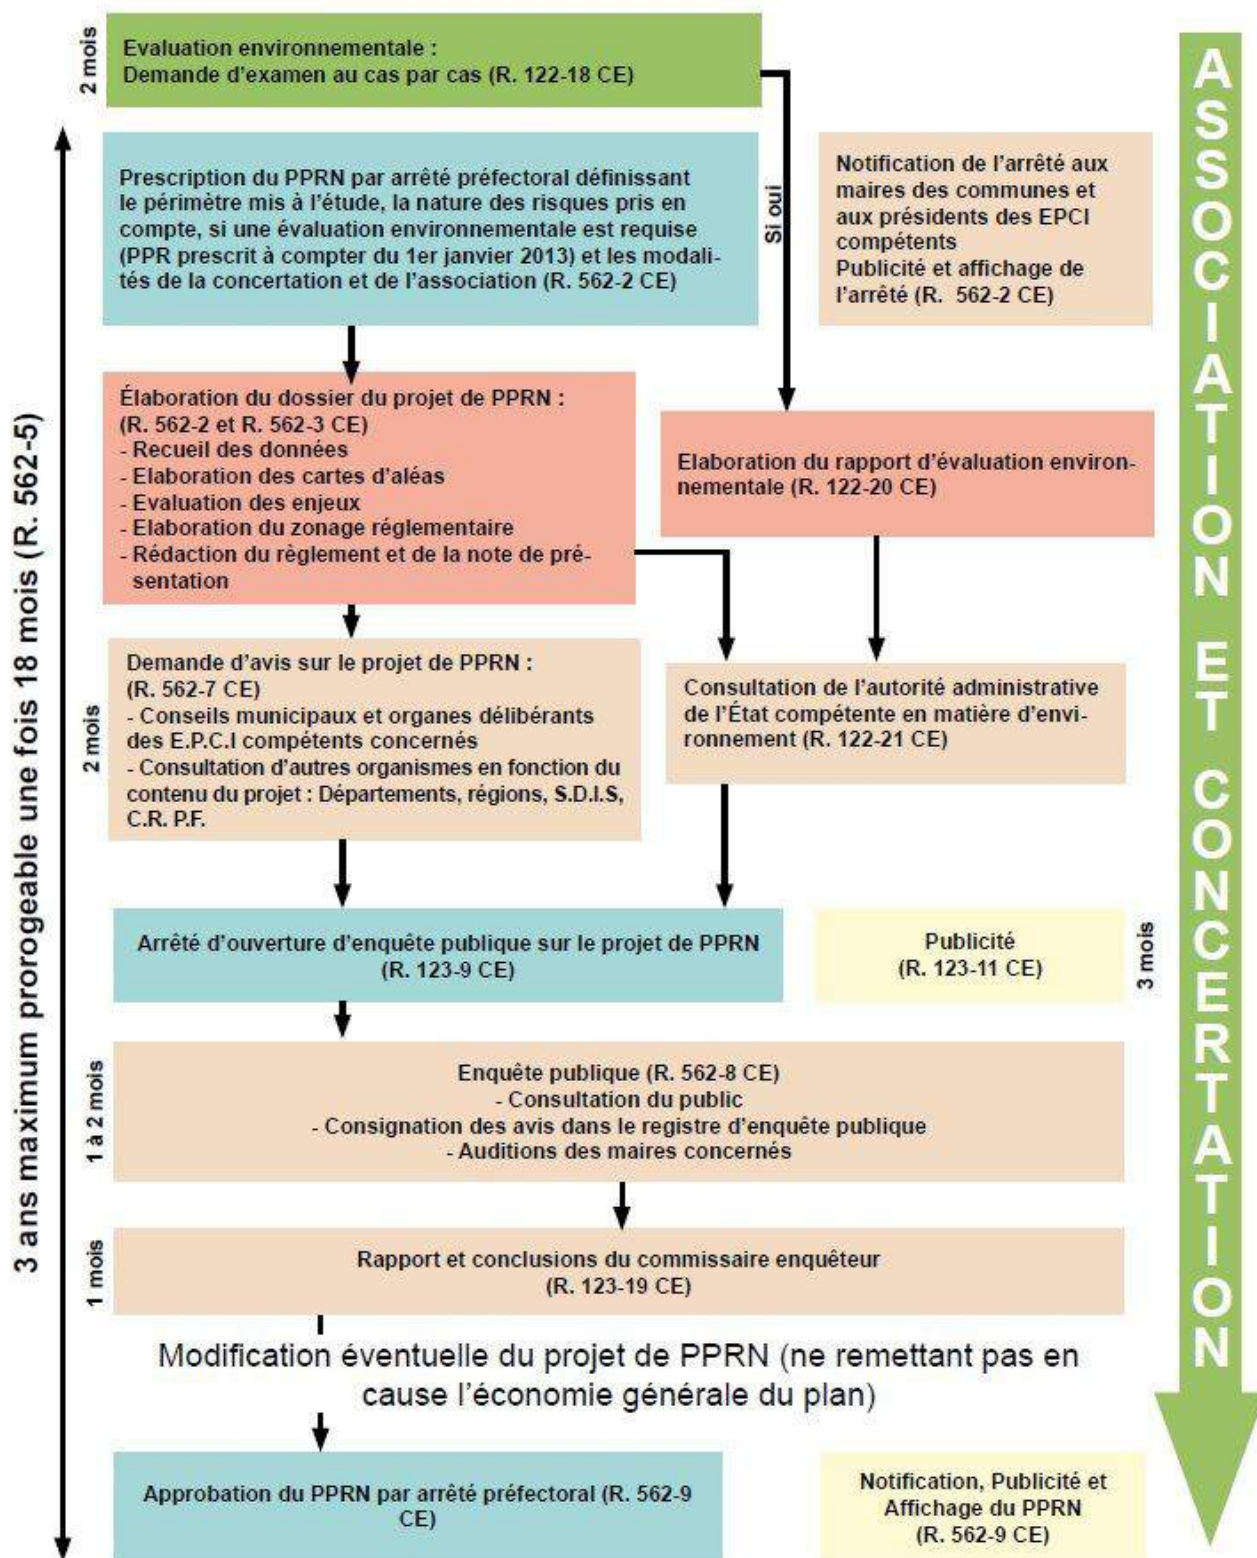 2 mois
Evaluation environnementale :
Demande d'examen au cas par cas (R. 122-18 CE)
3 ans maximum prorogeable une fois 18 mois (R. 562-5)
Prescription du PPRN par arrêté préfectoral définissant
le périmètre mis à l'étude, la nature des risques pris en
compte, si une évaluation environnementale est requise
(PPR prescrit à compter du 1er janvier 2013) et les modali-
tés de la concertation et de l'association (R. 562-2 CE)
Si oui
Notification de l'arrêté aux
maires des communes et
aux présidents des EPCI
compétents
Publicité et affichage de
l'arrêté (R. 562-2 CE)
Élaboration du dossier du projet de PPRN :
(R. 562-2 et R. 562-3 CE)
- Recueil des données
- Elaboration des cartes d'aléas
- Evaluation des enjeux
- Elaboration du zonage réglementaire
- Rédaction du règlement et de la note de pré-
sentation
Elaboration du rapport d'évaluation environ-
nementale (R. 122-20 CE)
2 mois
Demande d'avis sur le projet de PPRN :
(R. 562-7 CE)
- Conseils municipaux et organes délibérants
des E.P.C.I compétents concernés
- Consultation d'autres organismes en fonction du
contenu du projet : Départements, régions, S.D.I.S,
C.R. P.F.
Consultation de l'autorité administrative
de l'État compétente en matière d'envi-
ronnement (R. 122-21 CE)
Arrêté d'ouverture d'enquête publique sur le projet de PPRN
(R. 123-9 CE)
Publicité
(R. 123-11 CE)
3 mois
1 à 2 mois
Enquête publique (R. 562-8 CE)
- Consultation du public
- Consignation des avis dans le registre d'enquête publique
- Auditions des maires concernés
1 mois
Rapport et conclusions du commissaire enquêteur
(R. 123-19 CE)
Modification éventuelle du projet de PPRN (ne remettant pas en
cause l'économie générale du plan)
Approbation du PPRN par arrêté préfectoral (R. 562-9
CE)
Notification, Publicité et
Affichage du PPRN
(R. 562-9 CE)
ASSOCIATION ET CONCERTATION